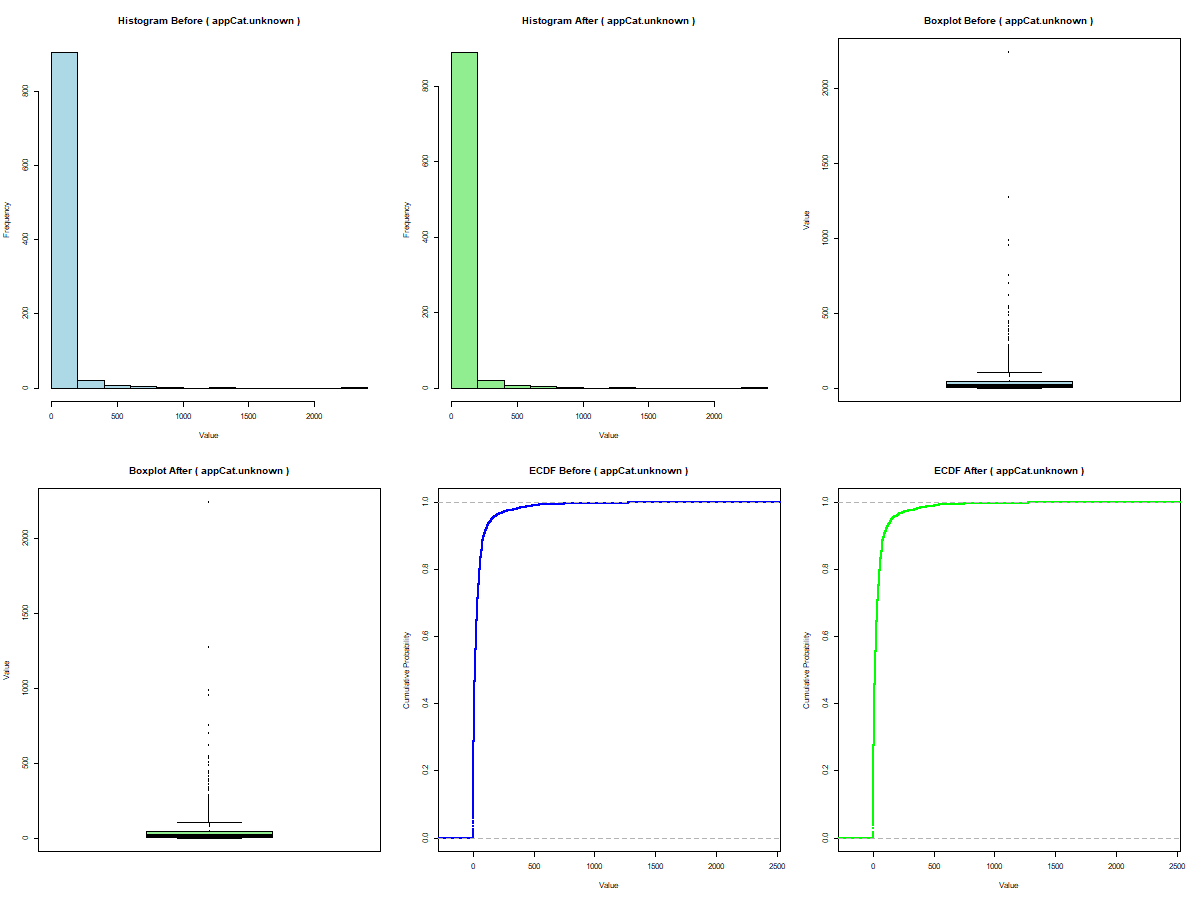 Histogram Before ( appCat.unknown )
Frequency
0 200 400 600 800
0 500 1000 1500 2000
Value
Histogram After ( appCat.unknown )
Frequency
0 200 400 600 800
0 500 1000 1500 2000
Value
Boxplot Before ( appCat.unknown )
Value
0 500 1000 1500 2000
Boxplot After ( appCat.unknown )
Value
0 500 1000 1500 2000
ECDF Before ( appCat.unknown )
Cumulative Probability
0.0 0.2 0.4 0.6 0.8 1.0
0 500 1000 1500 2000 2500
Value
ECDF After ( appCat.unknown )
Cumulative Probability
0.0 0.2 0.4 0.6 0.8 1.0
0 500 1000 1500 2000 2500
Value